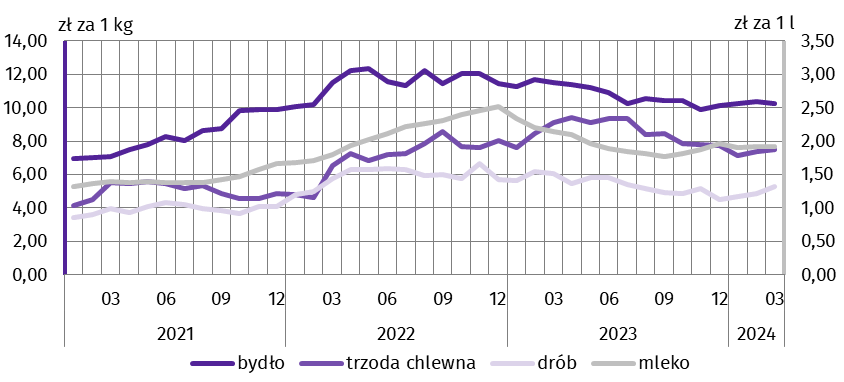 zł za 1 kg zł za 1 l
14,00 3,50
12,00 3,00
10,00 2,50
8,00 2,00
6,00 1,50
4,00 1,00
2,00 0,50
0,00 0,00
03 06 09 12 03 06 09 12 03 06 09 12 03
2021 2022 2023 2024
bydło trzoda chlewna drób mleko